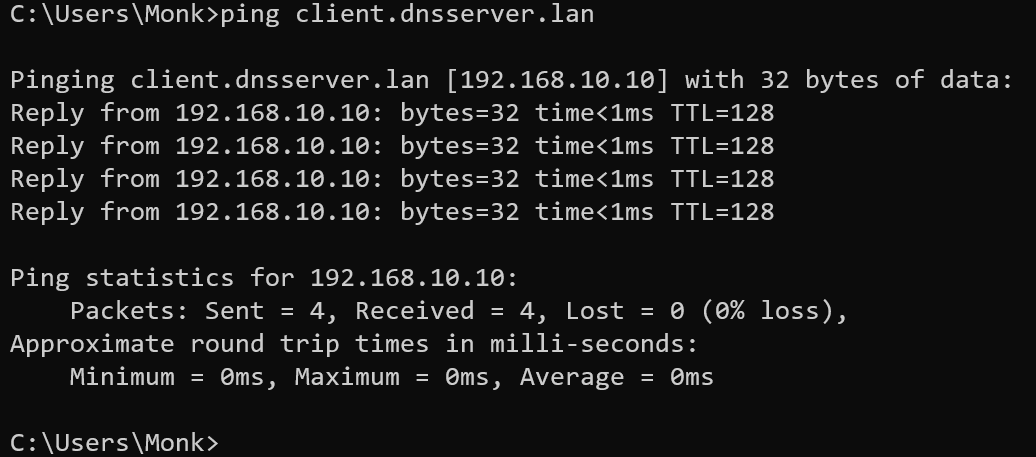 C:\Users\Monk>ping client.dnsserver.lan
Pinging client.dnsserver.lan [192.168.10.10] with 32 bytes of data:
Reply from 192.168.10.10: bytes=32 time<1ms TTL=128
Reply from 192.168.10.10: bytes=32 time<1ms TTL=128
Reply from 192.168.10.10: bytes=32 time<1ms TTL=128
Reply from 192.168.10.10: bytes=32 time<1ms TTL=128
Ping statistics for 192.168.10.10:
    Packets: Sent = 4, Received = 4, Lost = 0 (0% loss),
Approximate round trip times in milli-seconds:
    Minimum = 0ms, Maximum = 0ms, Average = 0ms
C:\Users\Monk>